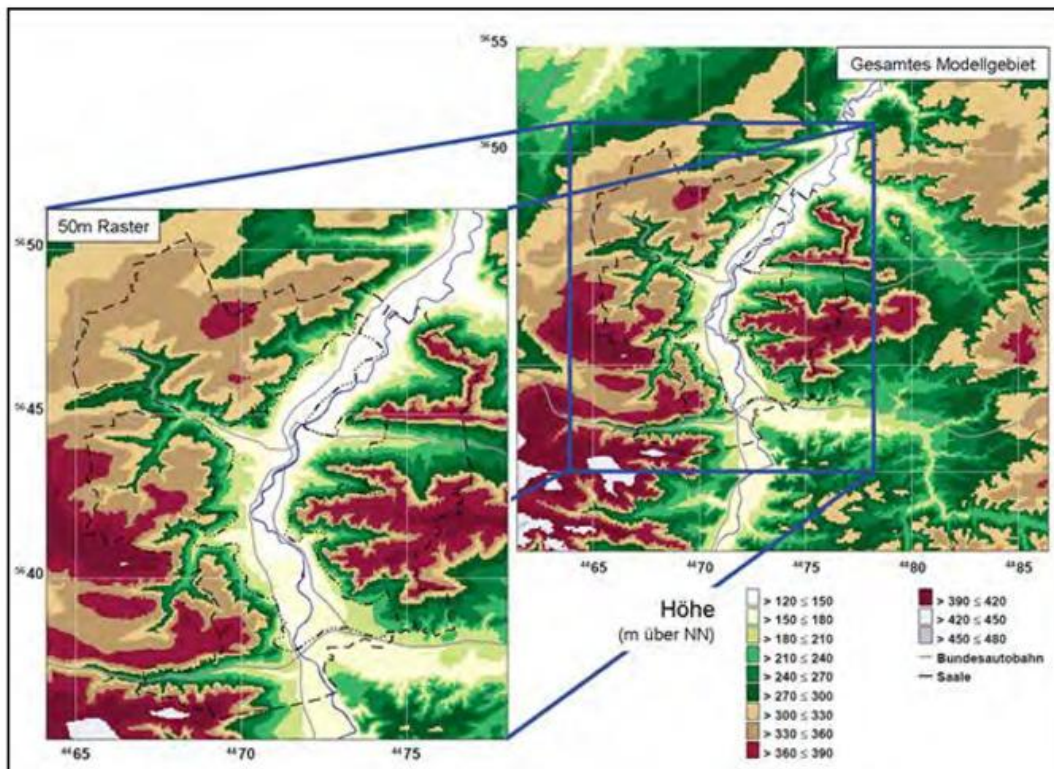 ⁵⁶55
Gesamtes Modellgebiet
⁵⁶50
50m Raster
⁵⁶50
⁵⁶45
⁵⁶40
⁴⁴65 ⁴⁴70 ⁴⁴75 ⁴⁴80 ⁴⁴85
⁴⁴65 ⁴⁴70 ⁴⁴75
Höhe
(m über NN)
> 120 ≤ 150
> 150 ≤ 180
> 180 ≤ 210
> 210 ≤ 240
> 240 ≤ 270
> 270 ≤ 300
> 300 ≤ 330
> 330 ≤ 360
> 360 ≤ 390
> 390 ≤ 420
> 420 ≤ 450
> 450 ≤ 480
Bundesautobahn
Saale